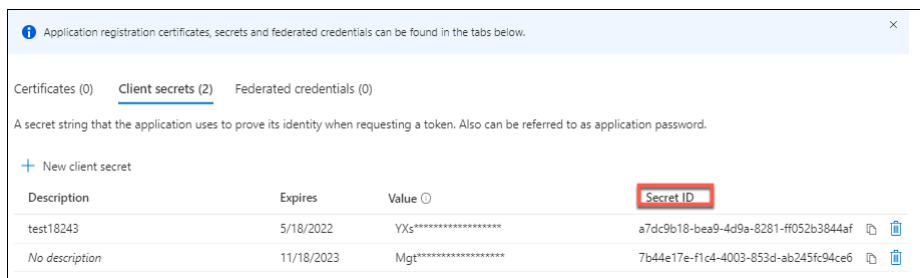 Application registration certificates, secrets and federated credentials can be found in the tabs below.
Certificates (0) Client secrets (2) Federated credentials (0)
A secret string that the application uses to prove its identity when requesting a token. Also can be referred to as application password.
New client secret
Description Expires Value Secret ID
test18243 5/18/2022 YXs****************** a7dc9b18-bea9-4d9a-8281-ff052b3844af
No description 11/18/2023 Mgt****************** 7b44e17e-f1c4-4003-853d-ab245fc94ce6